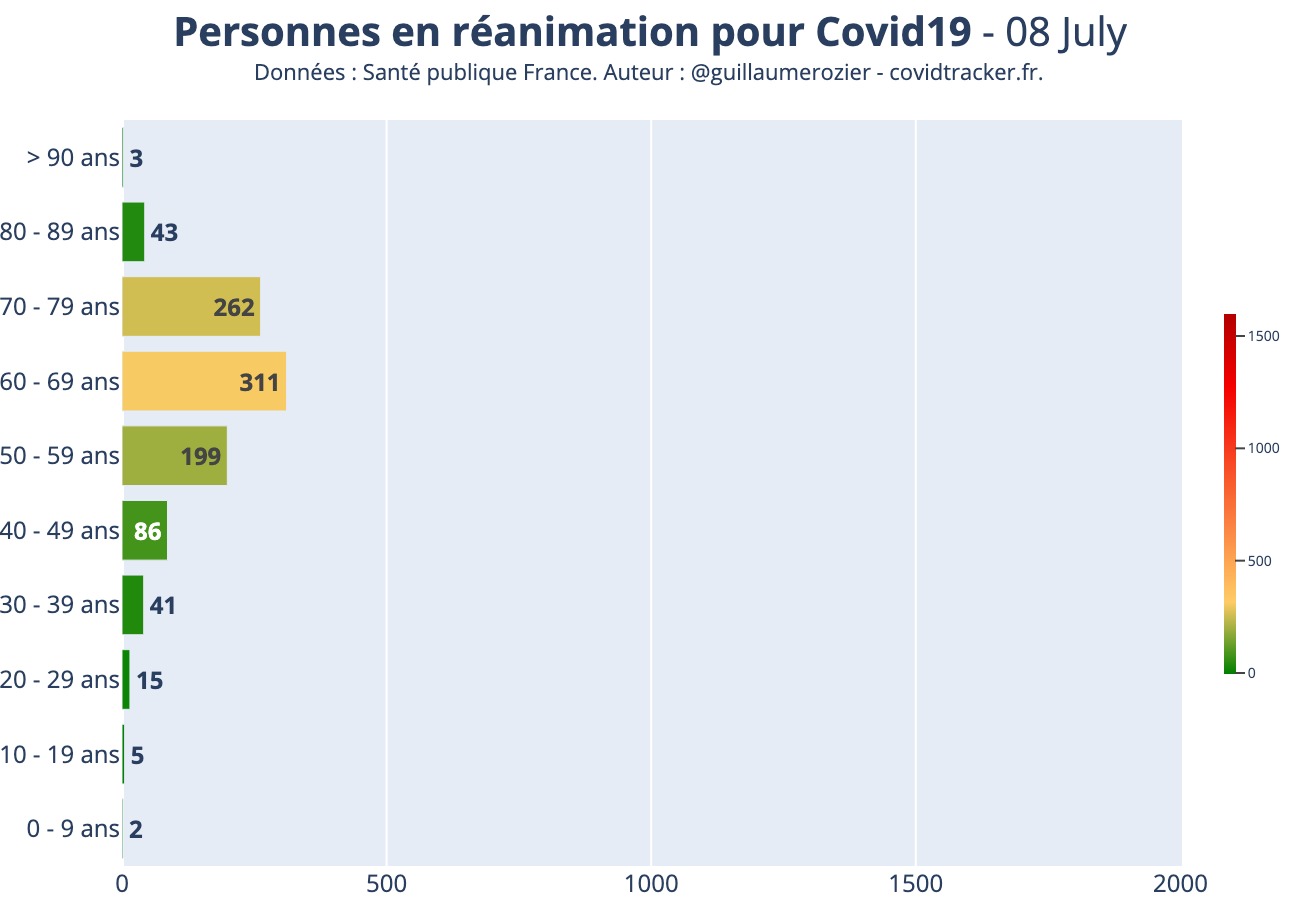 Personnes en réanimation pour Covid19 - 08 July
Données : Santé publique France. Auteur : @guillaumerozier - covidtracker.fr.
> 90 ans 3
80 - 89 ans 43
70 - 79 ans 262
60 - 69 ans 311
50 - 59 ans 199
40 - 49 ans 86
30 - 39 ans 41
20 - 29 ans 15
10 - 19 ans 5
0 - 9 ans 2
0 500 1000 1500 2000
1500
1000
500
0